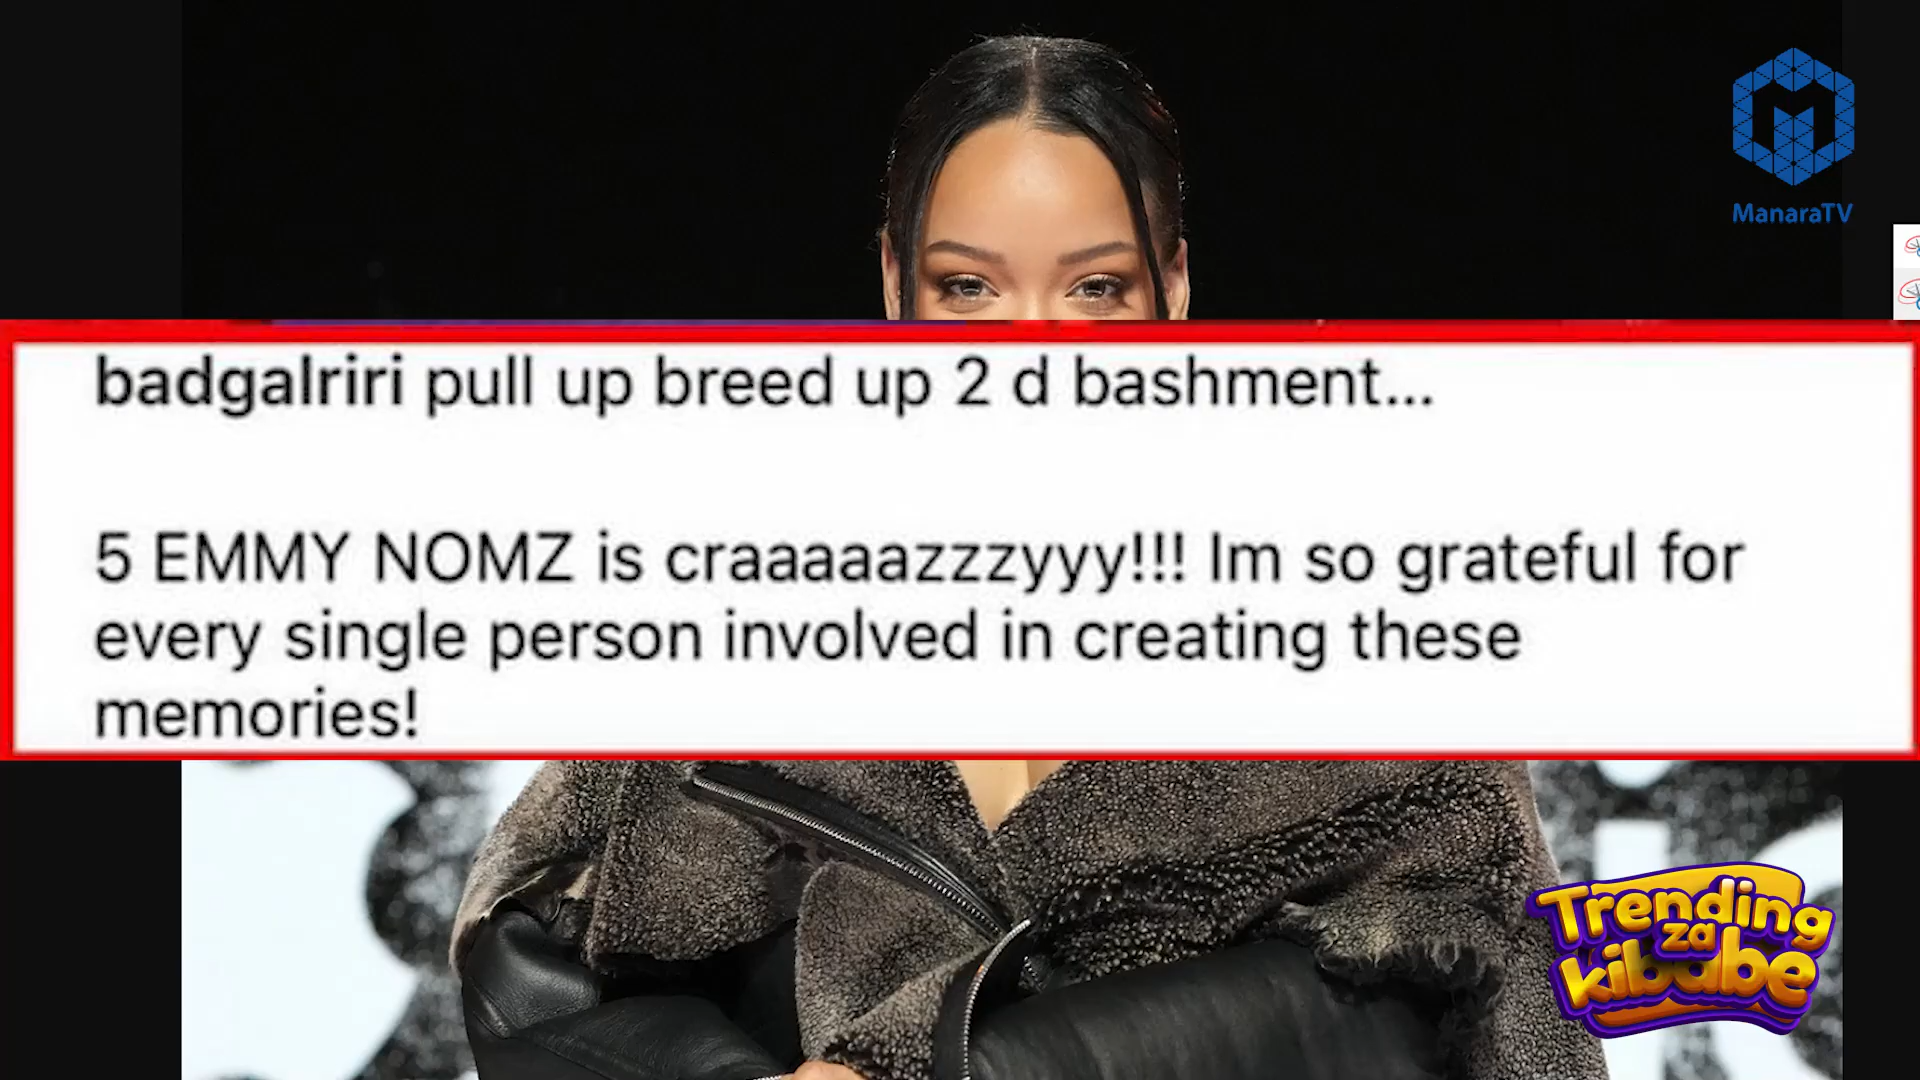 M
ManaraTV
badgalriri pull up breed up 2 d bashment...
5 EMMY NOMZ is craaaaazzzyyy!!! Im so grateful for
every single person involved in creating these
memories!
Trending
za
kibabe